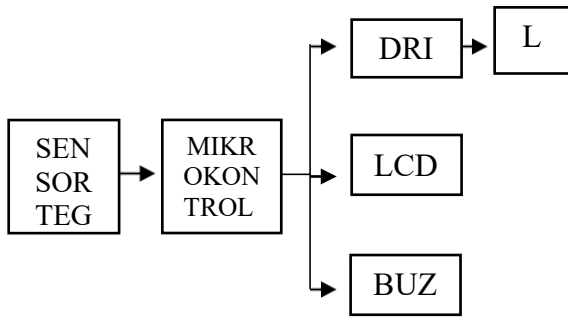 SEN
SOR
TEG
MIKR
OKON
TROL
DRI
L
LCD
BUZ